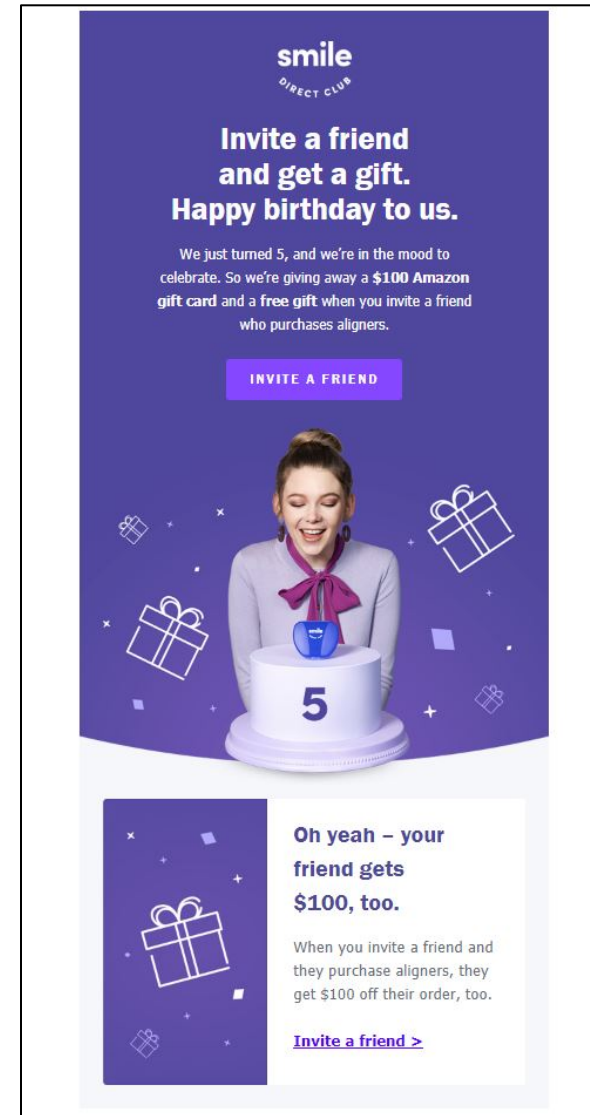 smile
DIRECT CLUB
Invite a friend
and get a gift.
Happy birthday to us.
We just turned 5, and we're in the mood to
celebrate. So we're giving away a $100 Amazon
gift card and a free gift when you invite a friend
who purchases aligners.
INVITE A FRIEND
smile
5
Oh yeah – your
friend gets
$100, too.
When you invite a friend and
they purchase aligners, they
get $100 off their order, too.
Invite a friend >